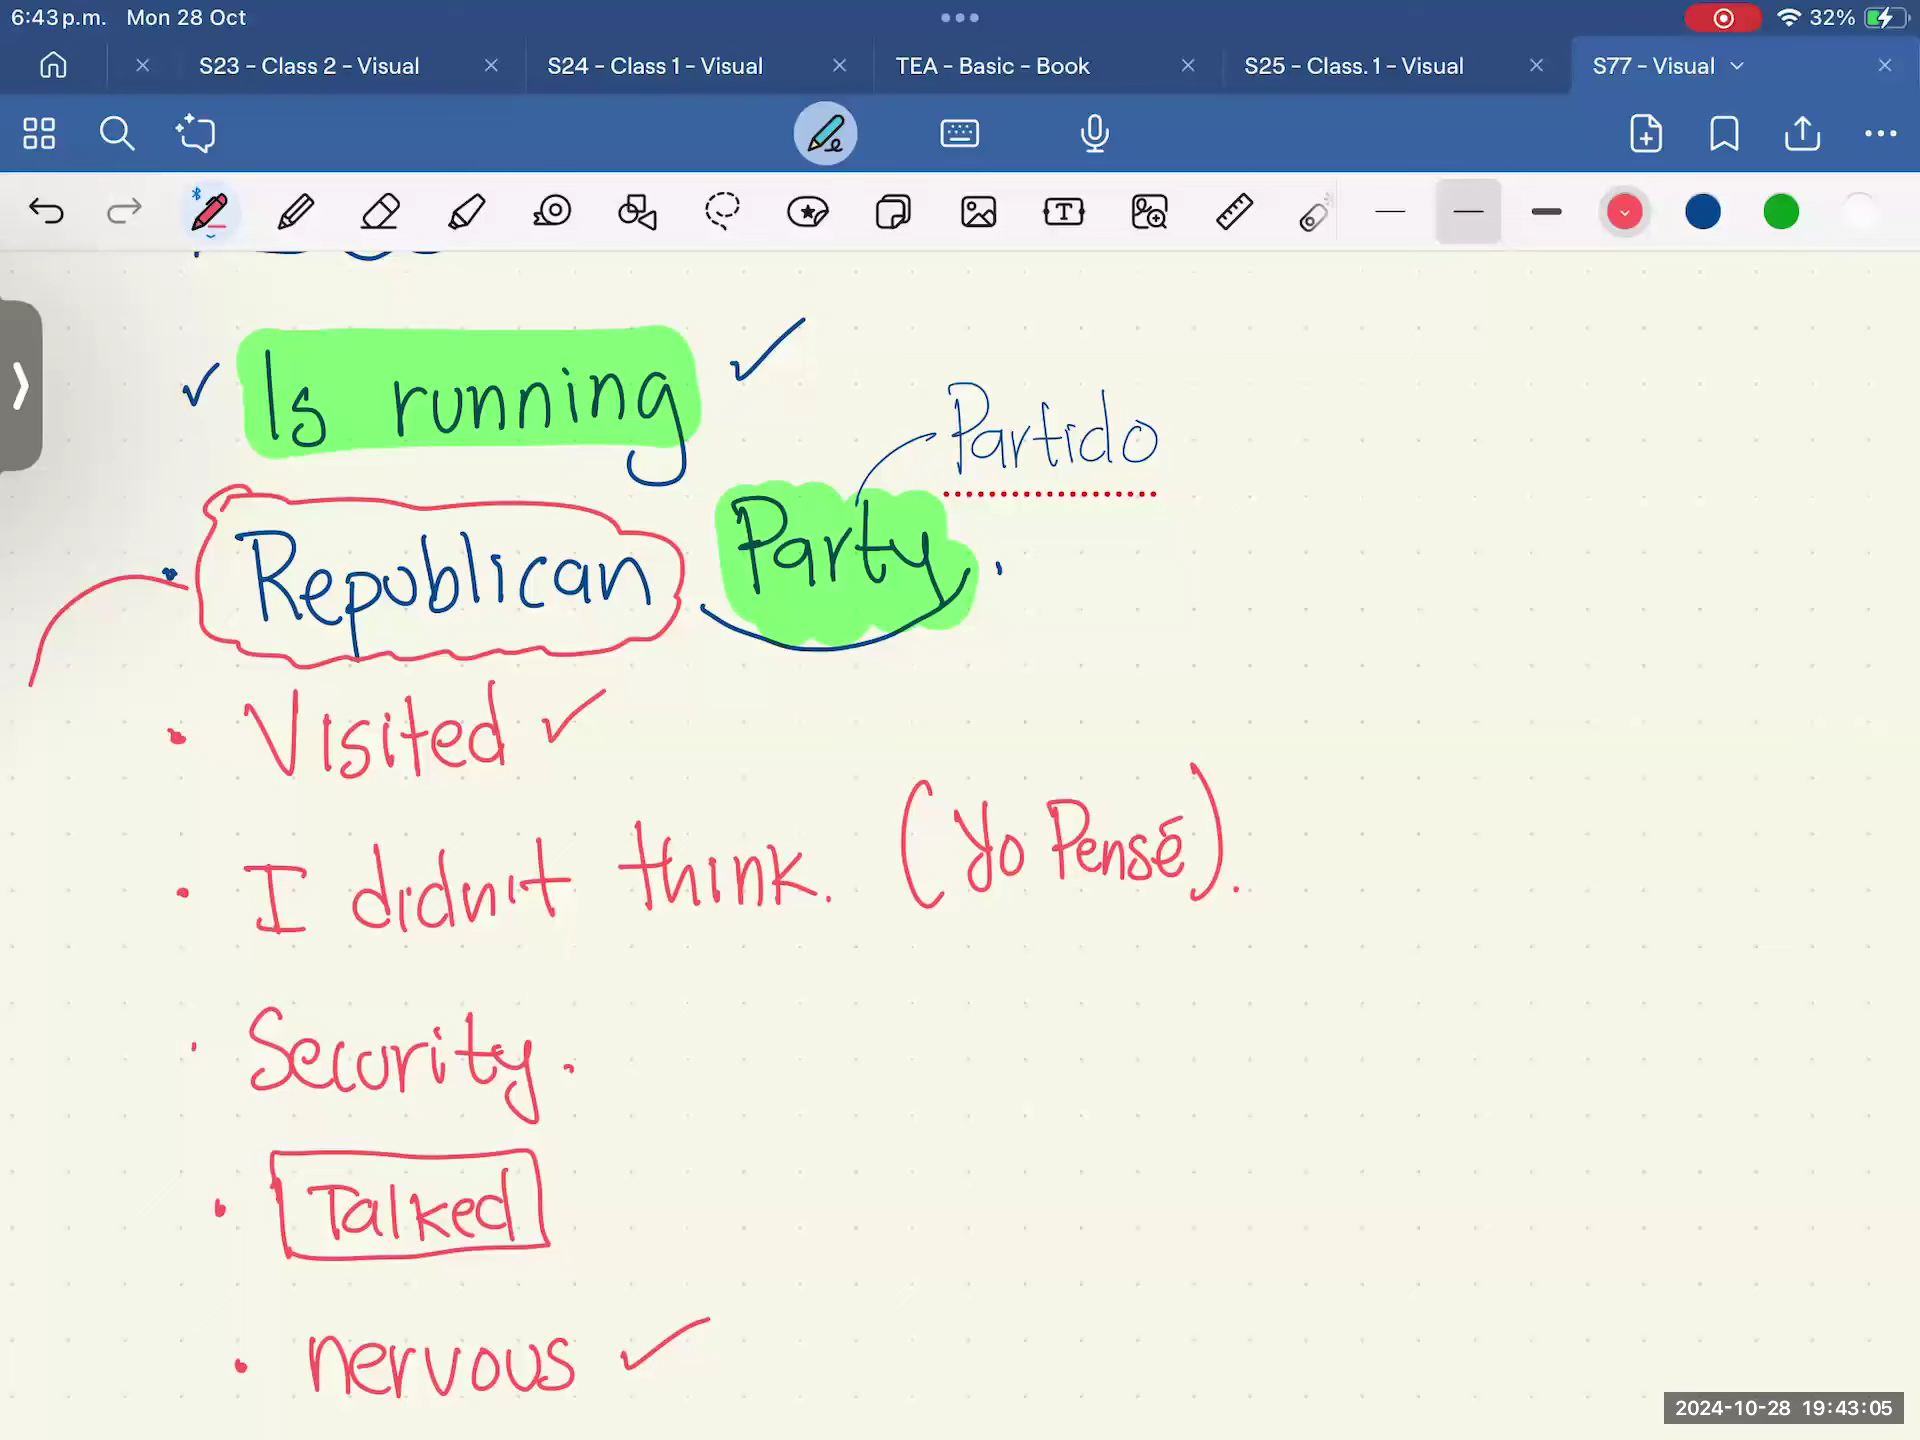 6:43 p.m. Mon 28 Oct 32%
S23 - Class 2 - Visual S24 - Class 1 - Visual TEA - Basic - Book S25 - Class. 1 - Visual S77 - Visual
Is running
Partido
Republican Party.
Visited
I didn't think. (Yo Pensé).
Security.
Talked
nervous
2024-10-28 19:43:05